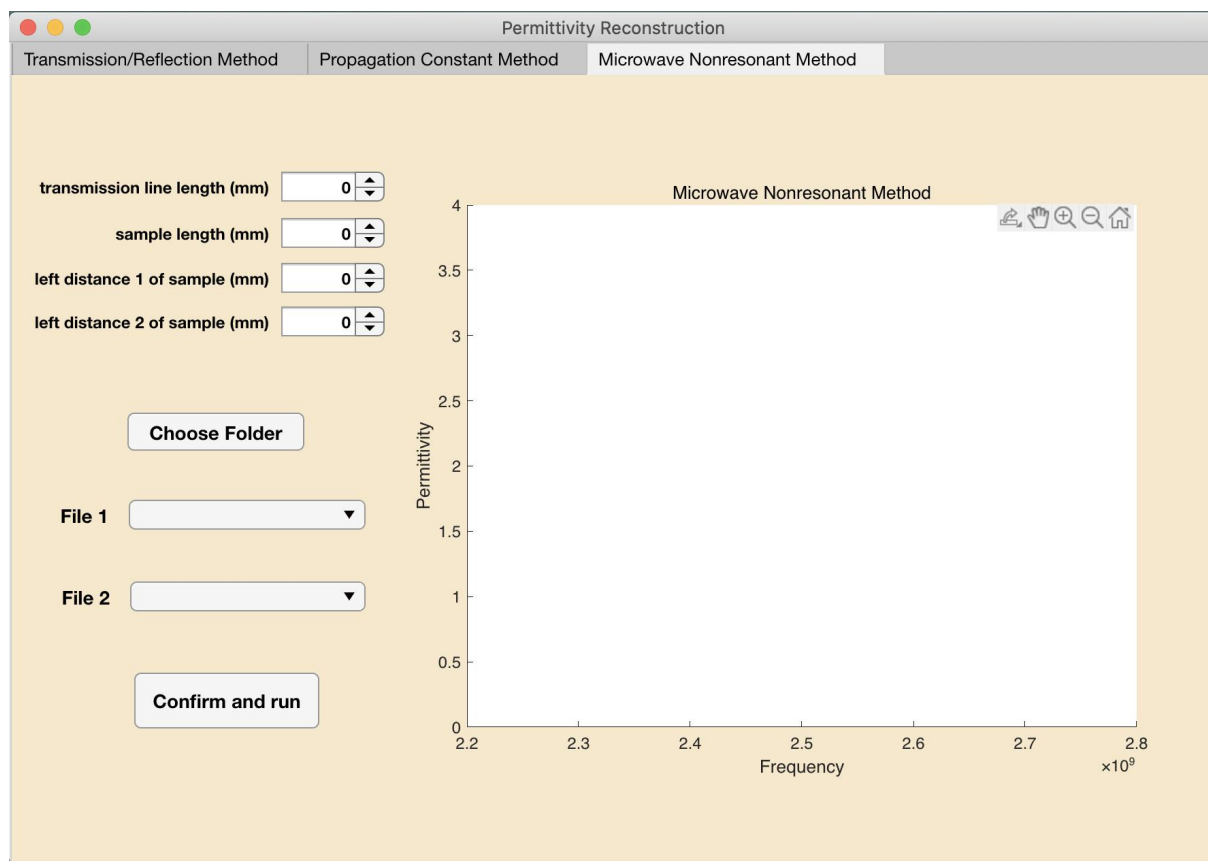 Permittivity Reconstruction
Transmission/Reflection Method
Propagation Constant Method
Microwave Nonresonant Method
transmission line length (mm)
0
sample length (mm)
0
left distance 1 of sample (mm)
0
left distance 2 of sample (mm)
0
Choose Folder
File 1
File 2
Confirm and run
Microwave Nonresonant Method
4
3.5
3
2.5
2
1.5
1
0.5
0
Permittivity
2.2 2.3 2.4 2.5 2.6 2.7 2.8
Frequency
×10⁹